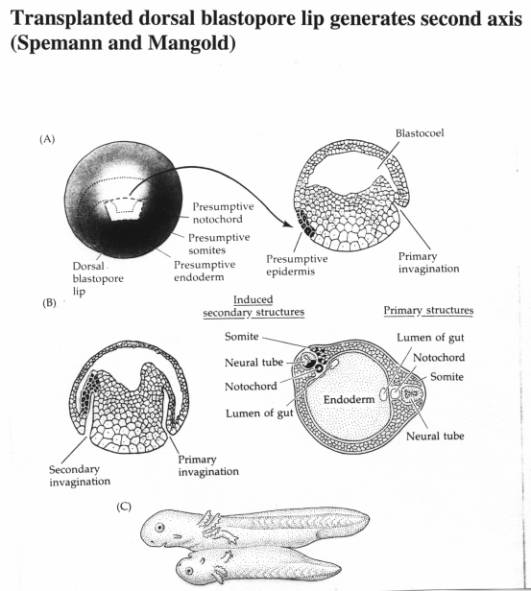 Transplanted dorsal blastopore lip generates second axis
(Spemann and Mangold)
(A)
Blastocoel
Presumptive
notochord
Presumptive
somites
Presumptive
endoderm
Dorsal
blastopore
lip
Presumptive
epidermis
Primary
invagination
(B)
Induced
secondary structures
Primary structures
Somite
Neural tube
Notochord
Lumen of gut
Endoderm
Lumen of gut
Notochord
Somite
Neural tube
Secondary
invagination
Primary
invagination
(C)